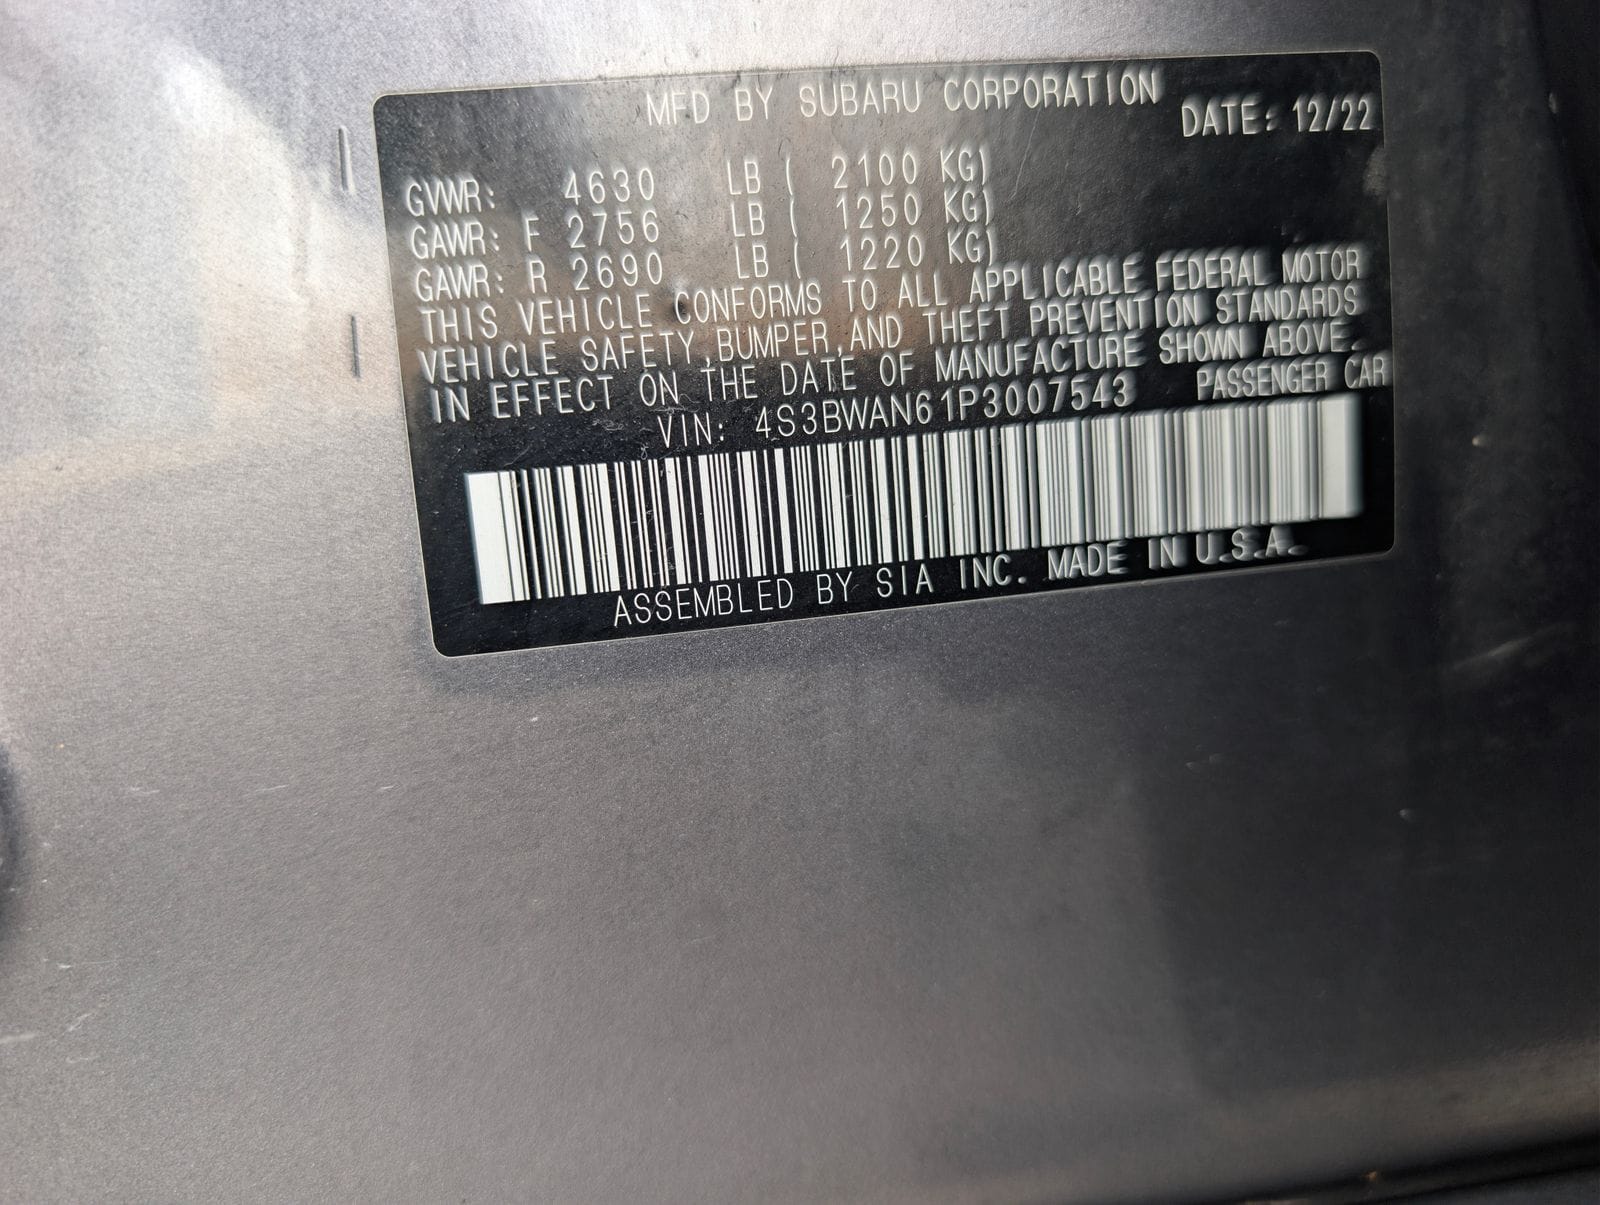 MFD BY SUBARU CORPORATION DATE: 12/22
GVWR: 4630 LB ( 2100 KG)
GAWR: F 2756 LB ( 1250 KG)
GAWR: R 2690 LB ( 1220 KG)
THIS VEHICLE CONFORMS TO ALL APPLICABLE FEDERAL MOTOR
VEHICLE SAFETY,BUMPER,AND THEFT PREVENTION STANDARDS
IN EFFECT ON THE DATE OF MANUFACTURE SHOWN ABOVE.
VIN: 4S3BWAN61P3007543 PASSENGER CAR
ASSEMBLED BY SIA INC. MADE IN U.S.A.